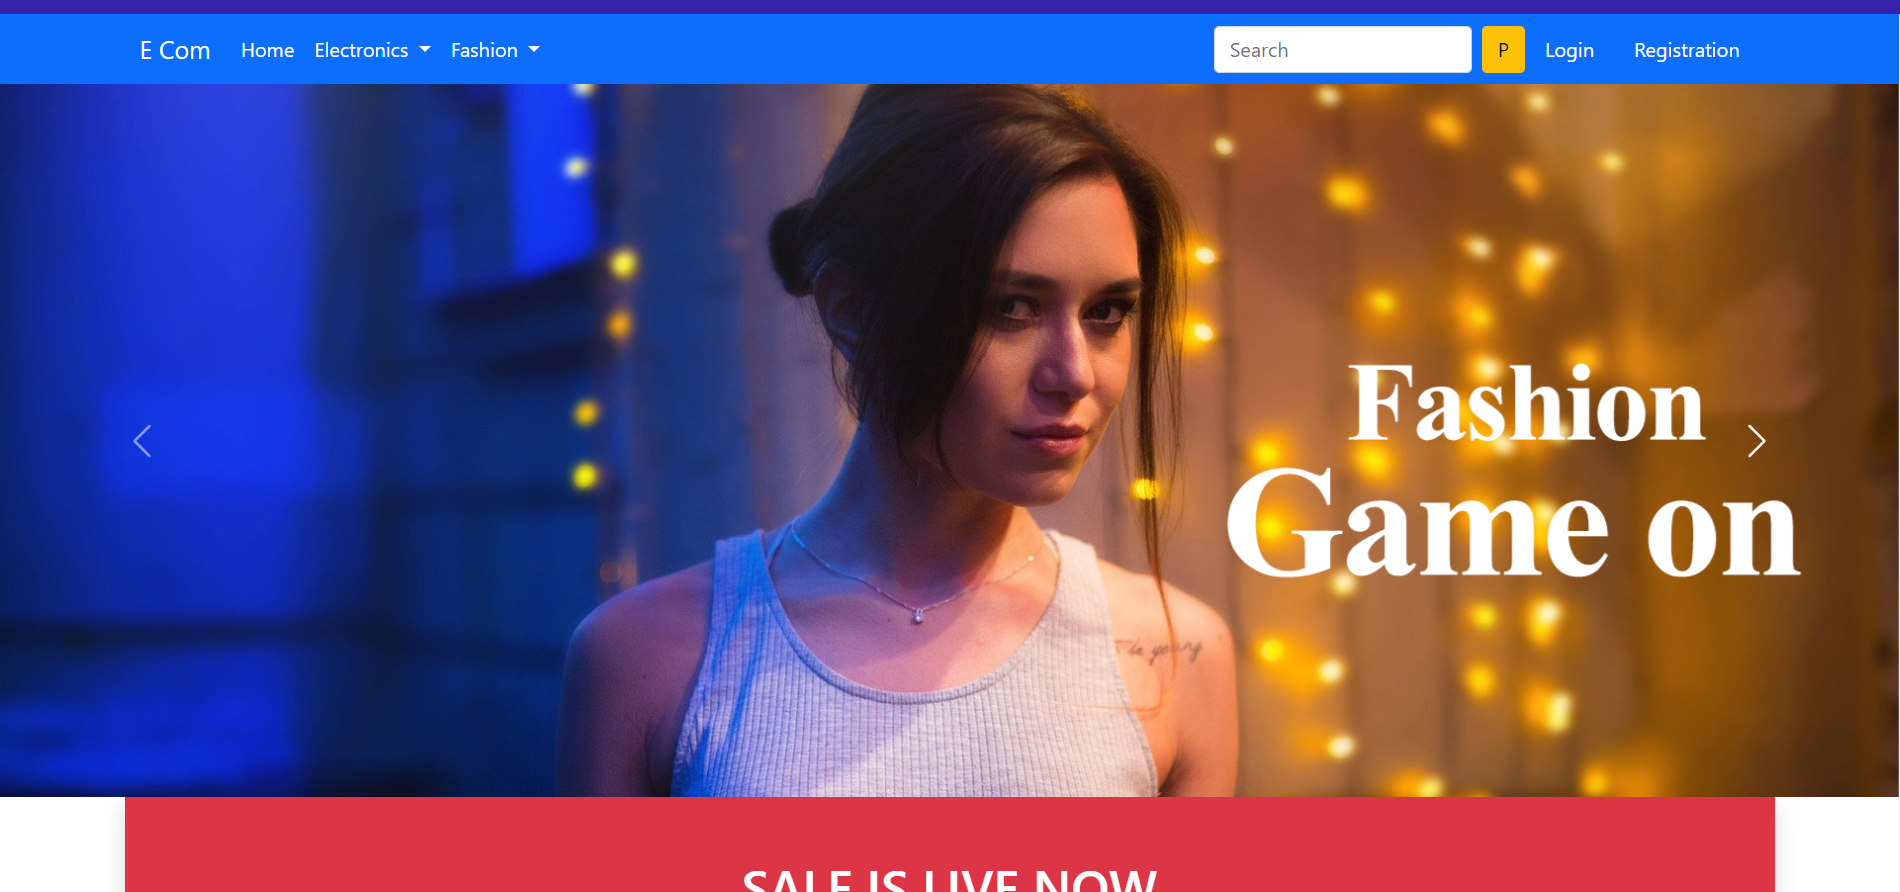 E Com Home Electronics Fashion Search P Login Registration
Fashion
Game on
SALE IS LIVE NOW